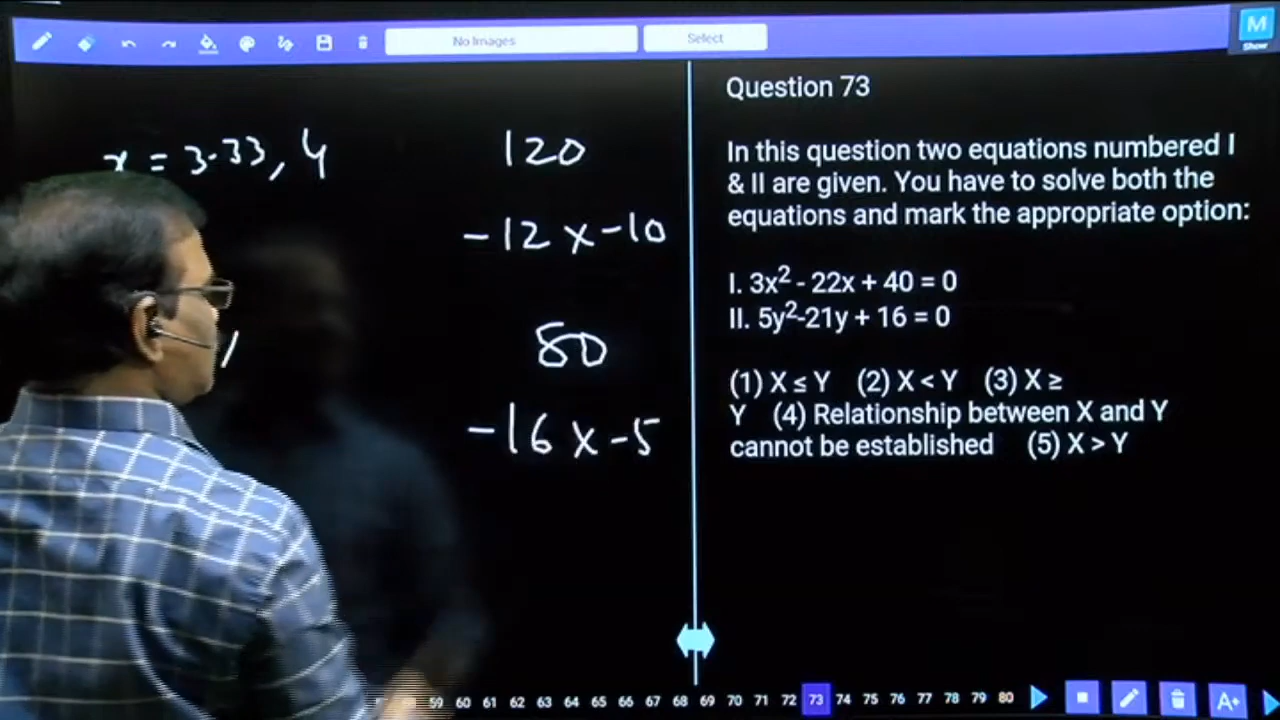 No Images
Select
M
Show
x = 3.33, 4
120
-12 x -10
80
-16 x -5
Question 73
In this question two equations numbered I
& II are given. You have to solve both the
equations and mark the appropriate option:
I. 3x² - 22x + 40 = 0
II. 5y²-21y + 16 = 0
(1) X ≤ Y (2) X < Y (3) X ≥
Y (4) Relationship between X and Y
cannot be established (5) X > Y
59 60 61 62 63 64 65 66 67 68 69 70 71 72 73 74 75 76 77 78 79 80
A+